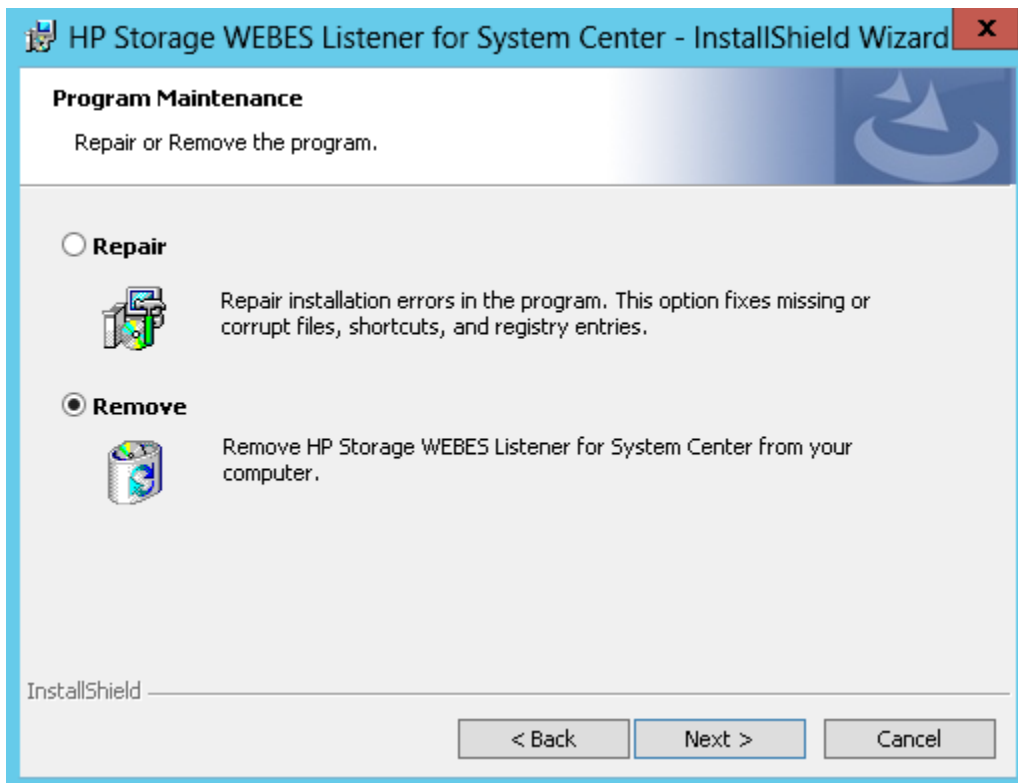 HP Storage WEBES Listener for System Center - InstallShield Wizard
x
Program Maintenance
Repair or Remove the program.
Repair
Repair installation errors in the program. This option fixes missing or
corrupt files, shortcuts, and registry entries.
Remove
Remove HP Storage WEBES Listener for System Center from your
computer.
InstallShield
< Back
Next >
Cancel